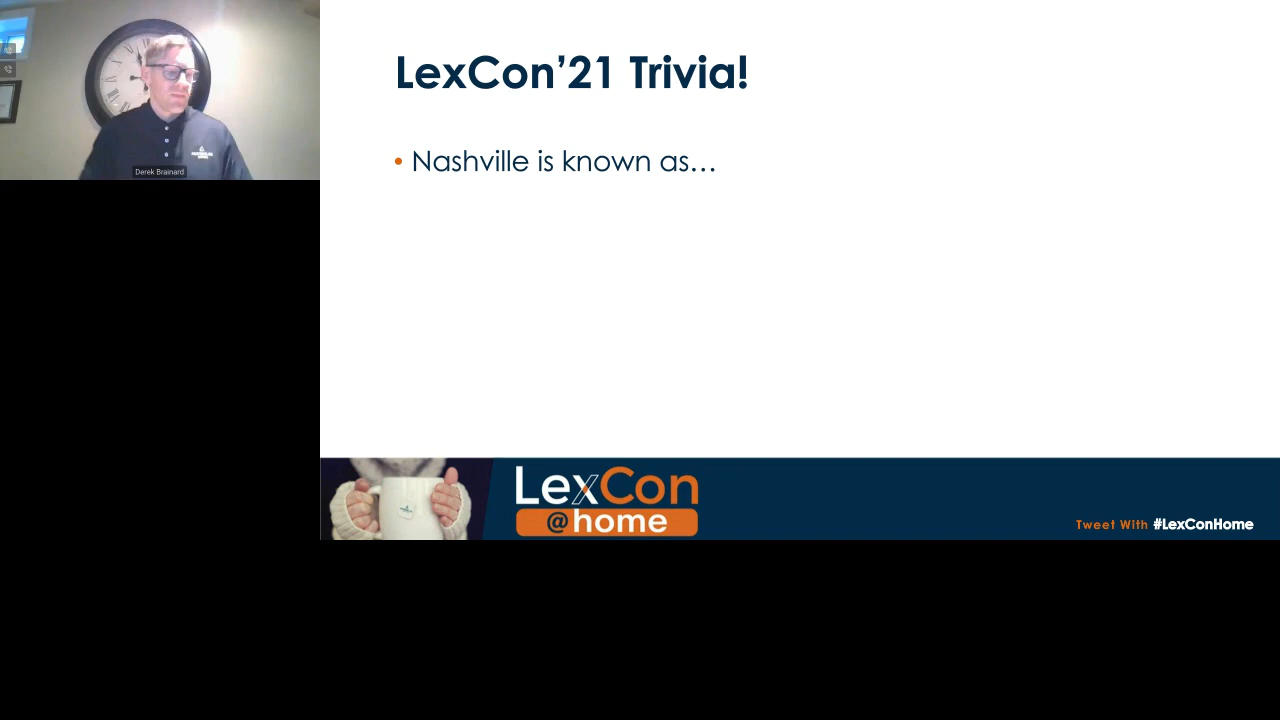 Derek Brainard
LexCon’21 Trivia!
• Nashville is known as…
LexCon
@home
Tweet With #LexConHome